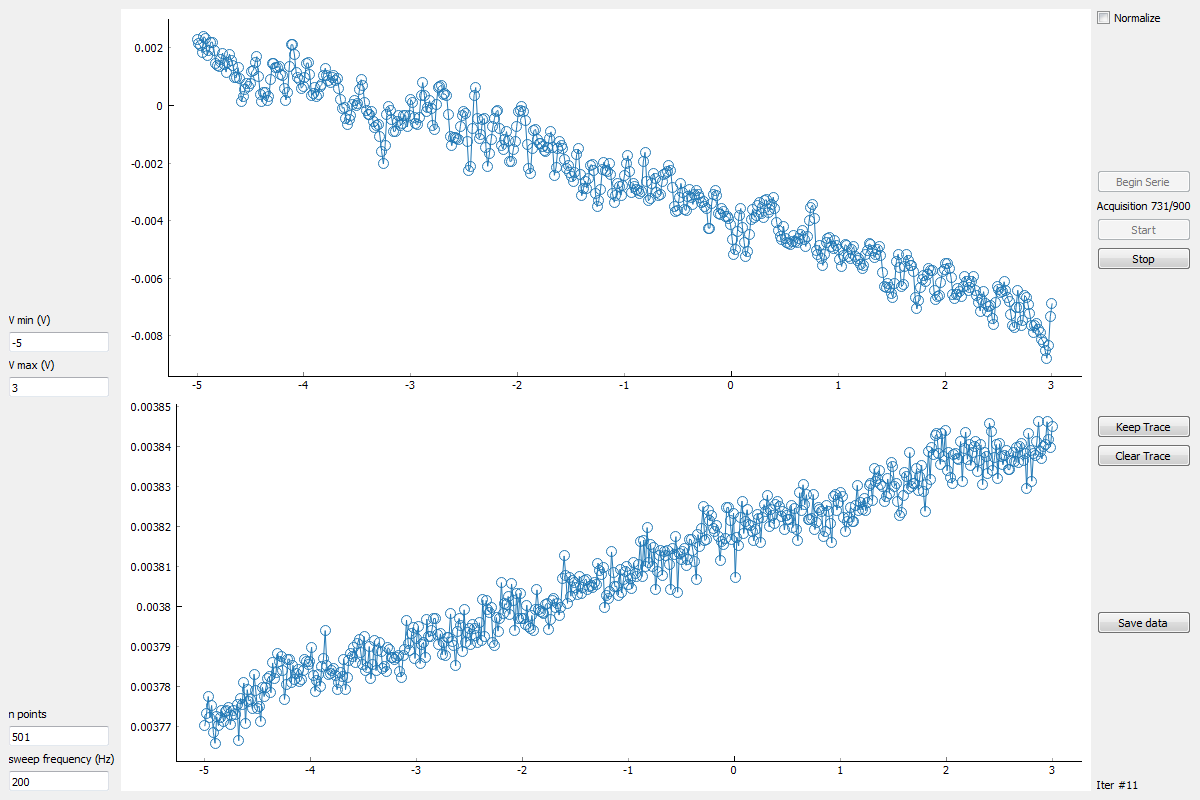 Normalize
0.002
0
-0.002
-0.004
-0.006
-0.008
-5 -4 -3 -2 -1 0 1 2 3
Begin Serie
Acquisition 731/900
Start
Stop
V min (V)
-5
V max (V)
3
0.00385
0.00384
0.00383
0.00382
0.00381
0.0038
0.00379
0.00378
0.00377
-5 -4 -3 -2 -1 0 1 2 3
Keep Trace
Clear Trace
Save data
n points
501
sweep frequency (Hz)
200
Iter #11